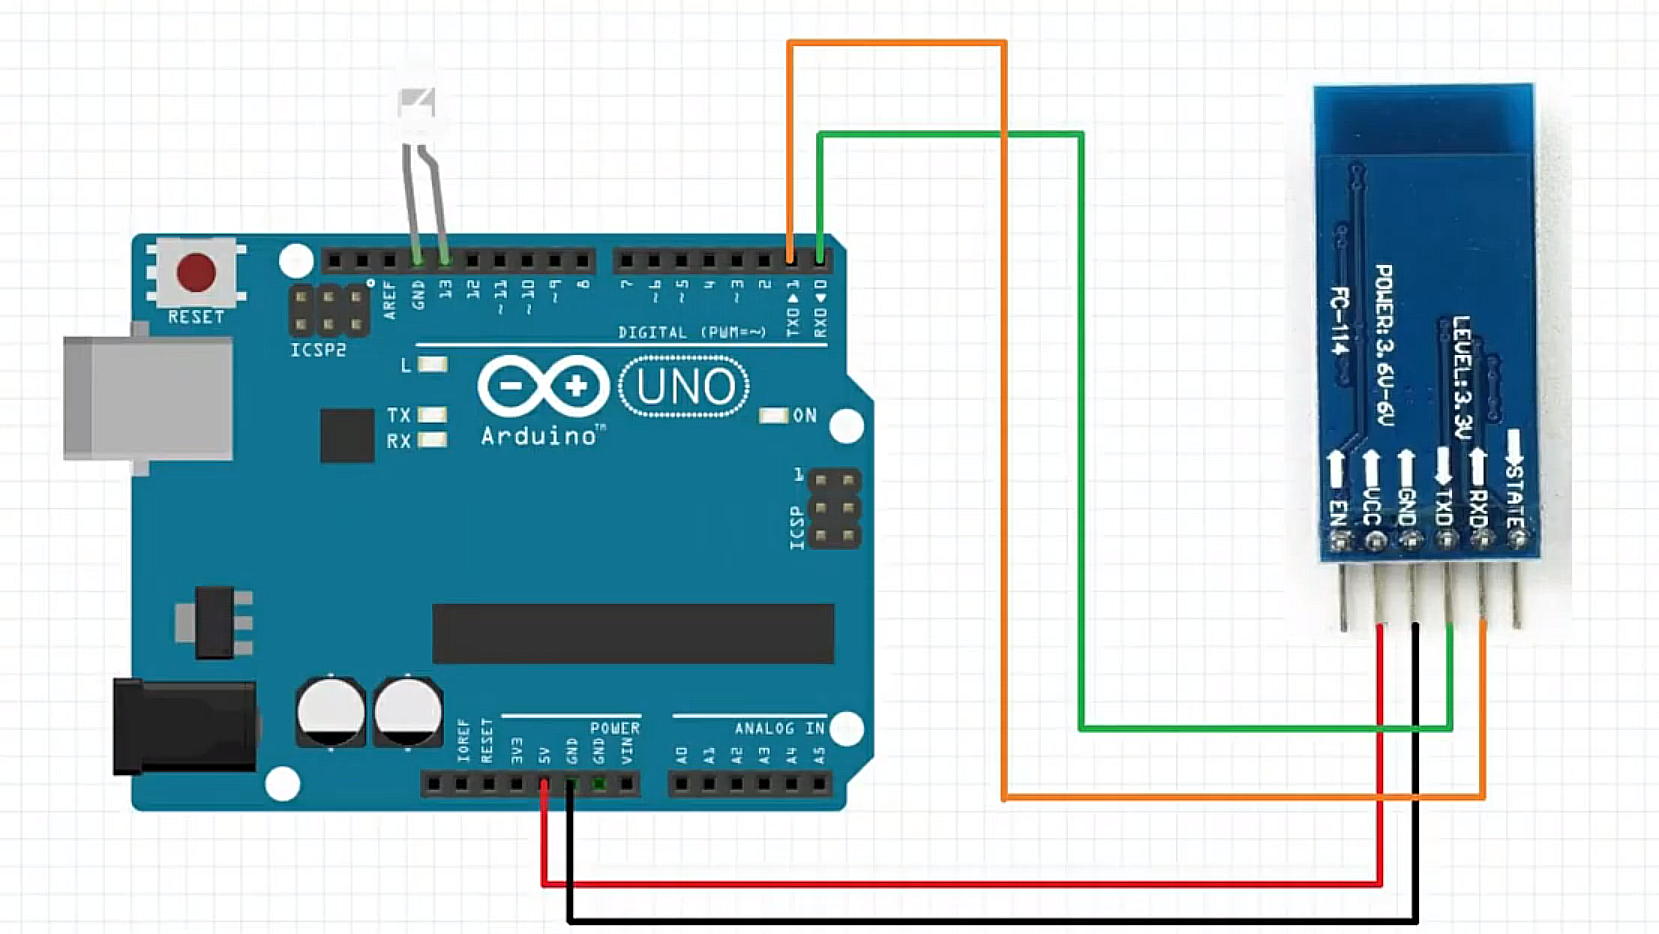 RESET
ICSP2
AREF
GND
13
12
~11
~10
~9
8
7
~6
~5
4
~3
2
TXD▲1
RXD▼0
DIGITAL (PWM=~)
L
TX
RX
UNO
Arduino™
ON
1
ICSP
IOREF
RESET
3V3
5V
GND
GND
VIN
POWER
ANALOG IN
A0
A1
A2
A3
A4
A5
FC-114
POWER:3.6V-6V
LEVEL:3.3V
EN
VCC
GND
TXD
RXD
STATE